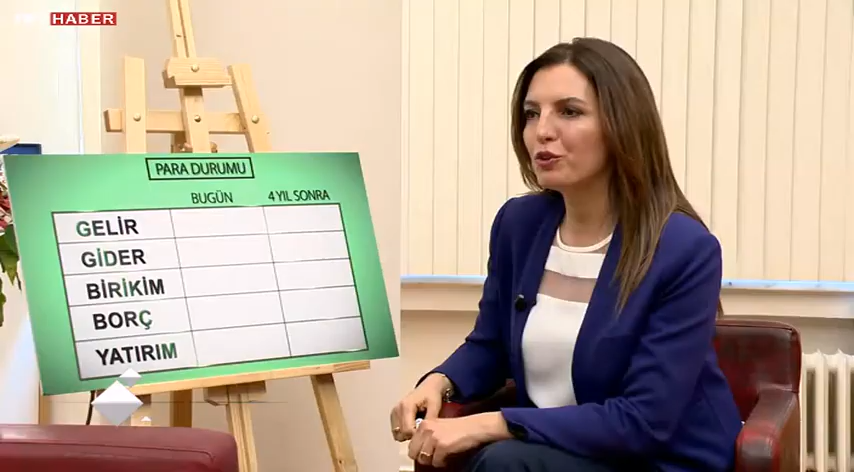 HABER
PARA DURUMU
BUGÜN 4 YIL SONRA
GELİR
GİDER
BİRİKİM
BORÇ
YATIRIM